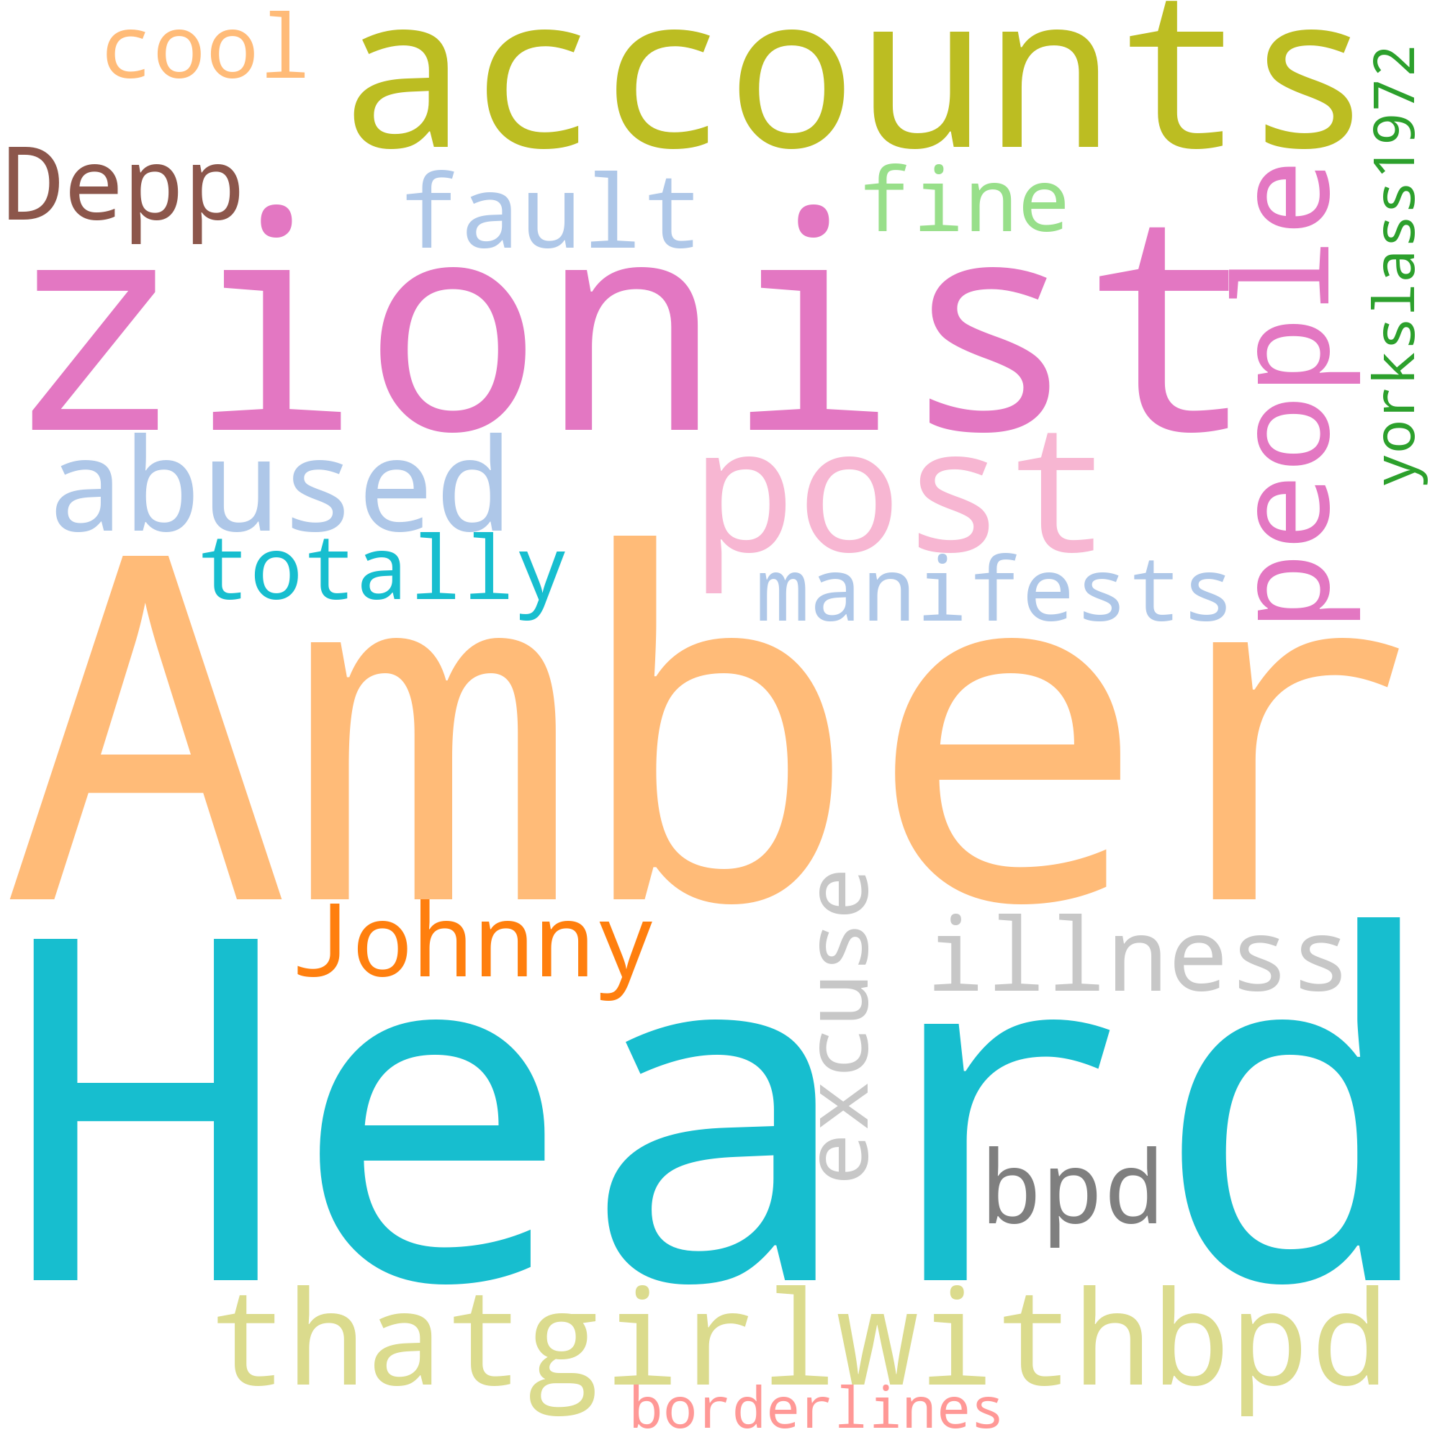 cool
accounts
yorkslass1972
Depp
fault
fine
people
zionist
abused
post
totally
manifests
Amber
Johnny
excuse
illness
Heard
bpd
thatgirlwithbpd
borderlines